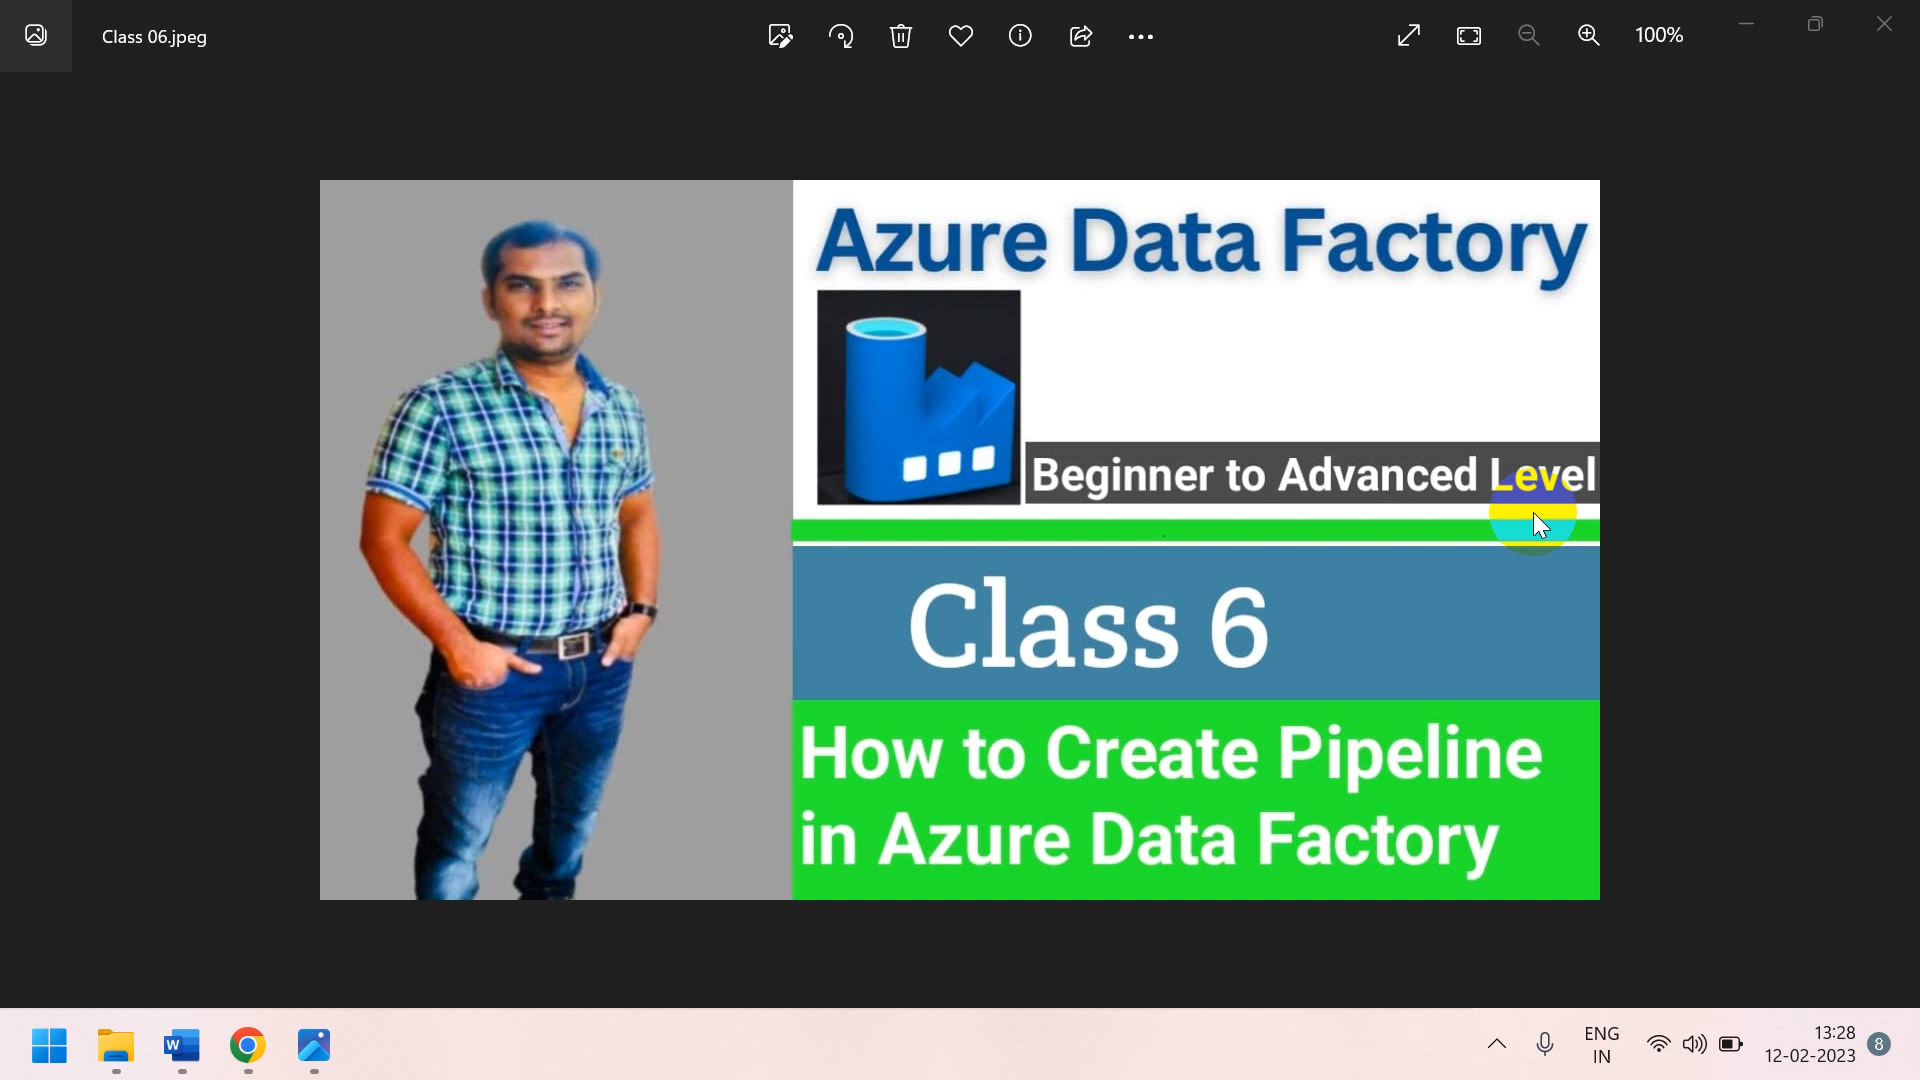 Class 06.jpeg
100%
Azure Data Factory
Beginner to Advanced Level
Class 6
How to Create Pipeline
in Azure Data Factory
W
ENG
IN
13:28
12-02-2023
8